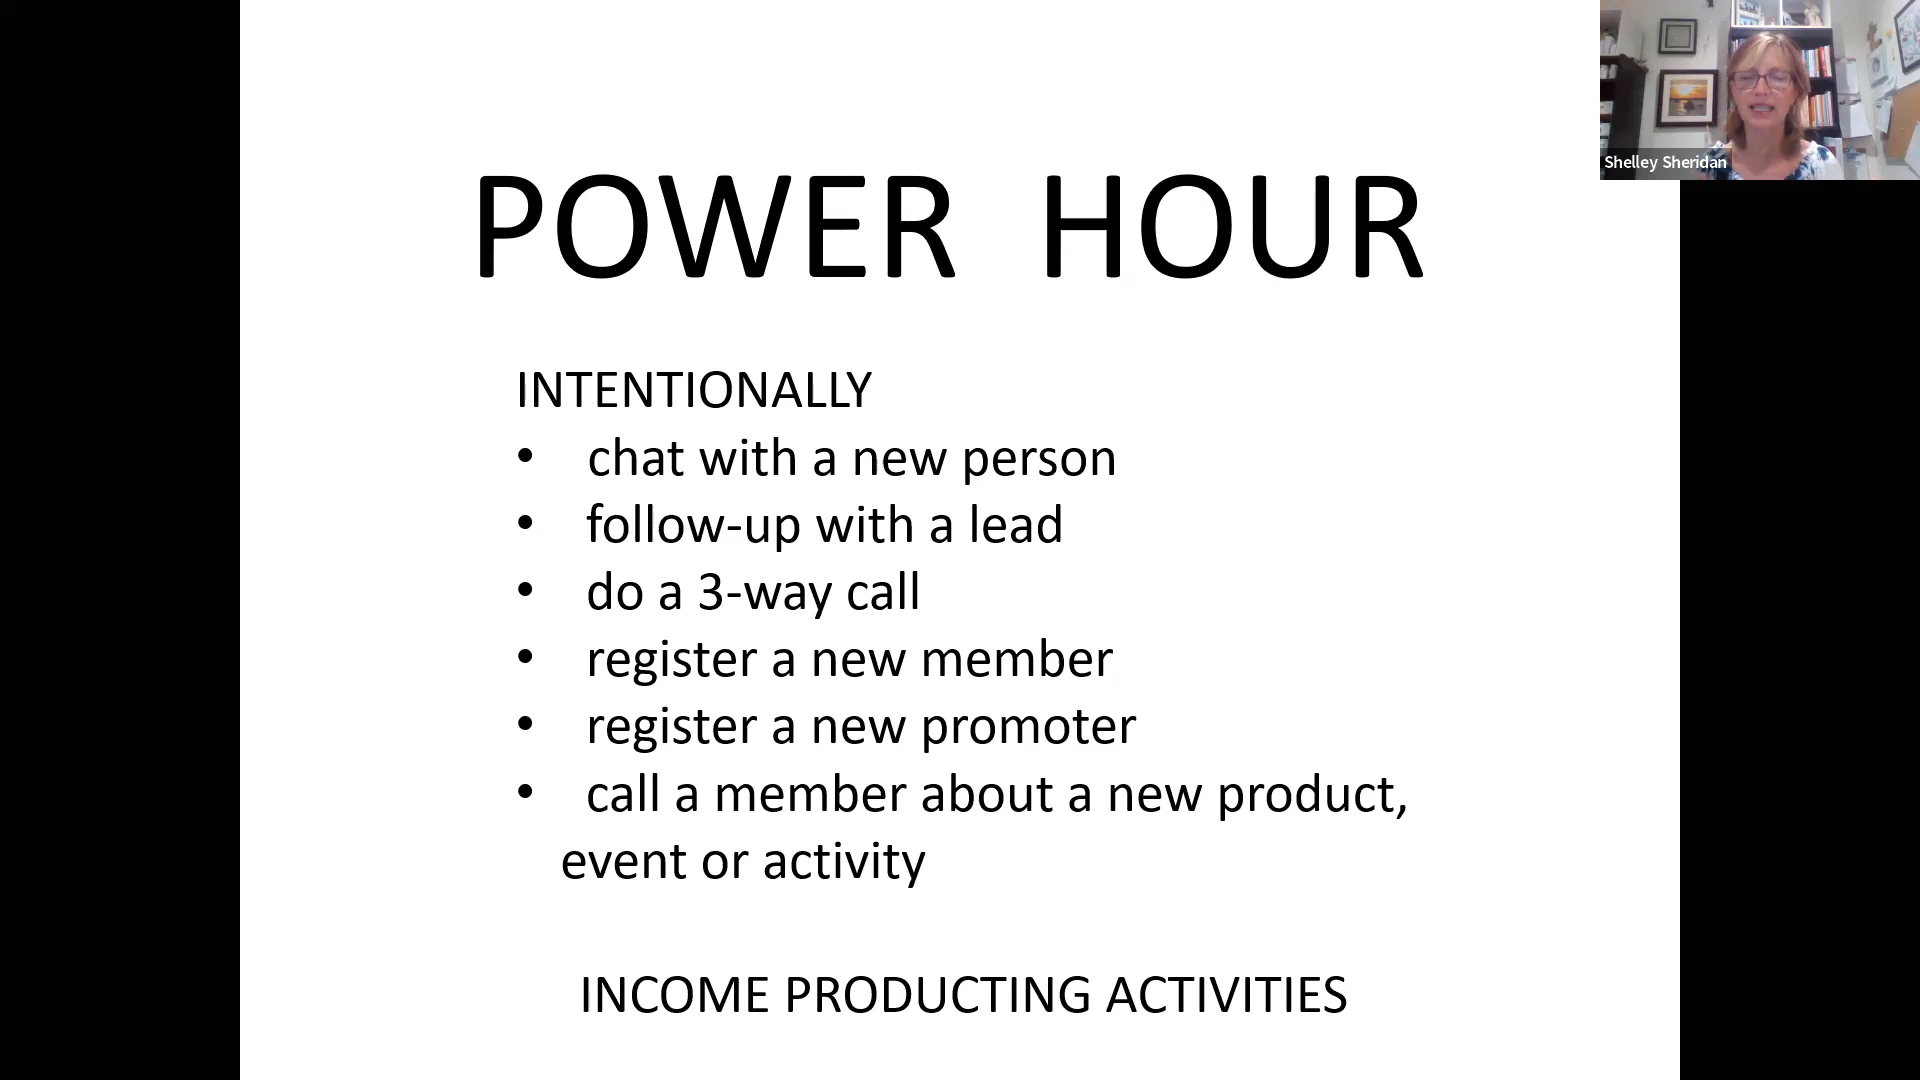 POWER HOUR
Shelley Sheridan
INTENTIONALLY
• chat with a new person
• follow-up with a lead
• do a 3-way call
• register a new member
• register a new promoter
• call a member about a new product,
event or activity
INCOME PRODUCTING ACTIVITIES